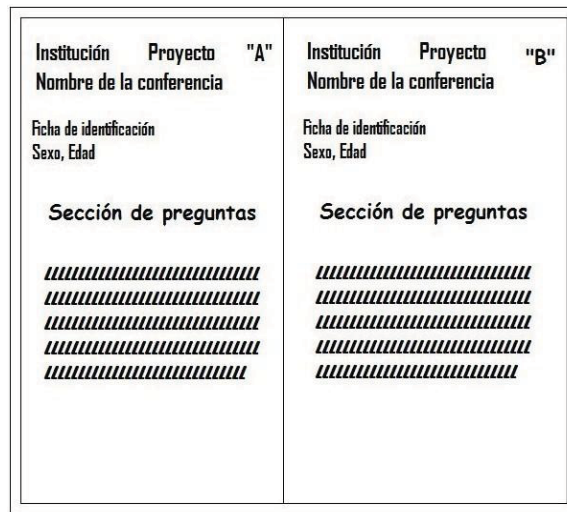 Institución Proyecto "A"
Nombre de la conferencia
Ficha de identificación
Sexo, Edad
Sección de preguntas
Institución Proyecto "B"
Nombre de la conferencia
Ficha de identificación
Sexo, Edad
Sección de preguntas